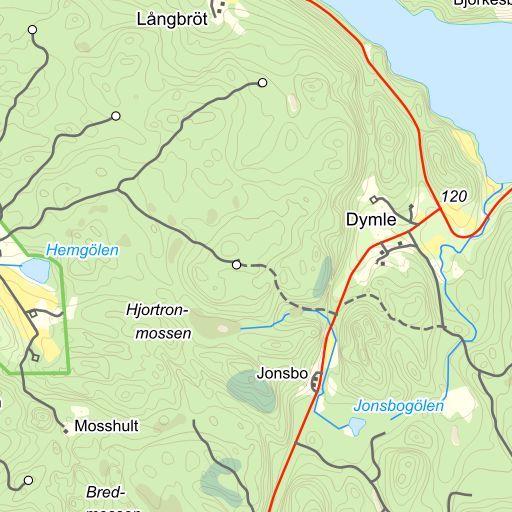 Långbröt
120
Dymle
Hemgölen
Hjortron-
mossen
Jonsbo
Jonsbogölen
Mosshult
Bred-